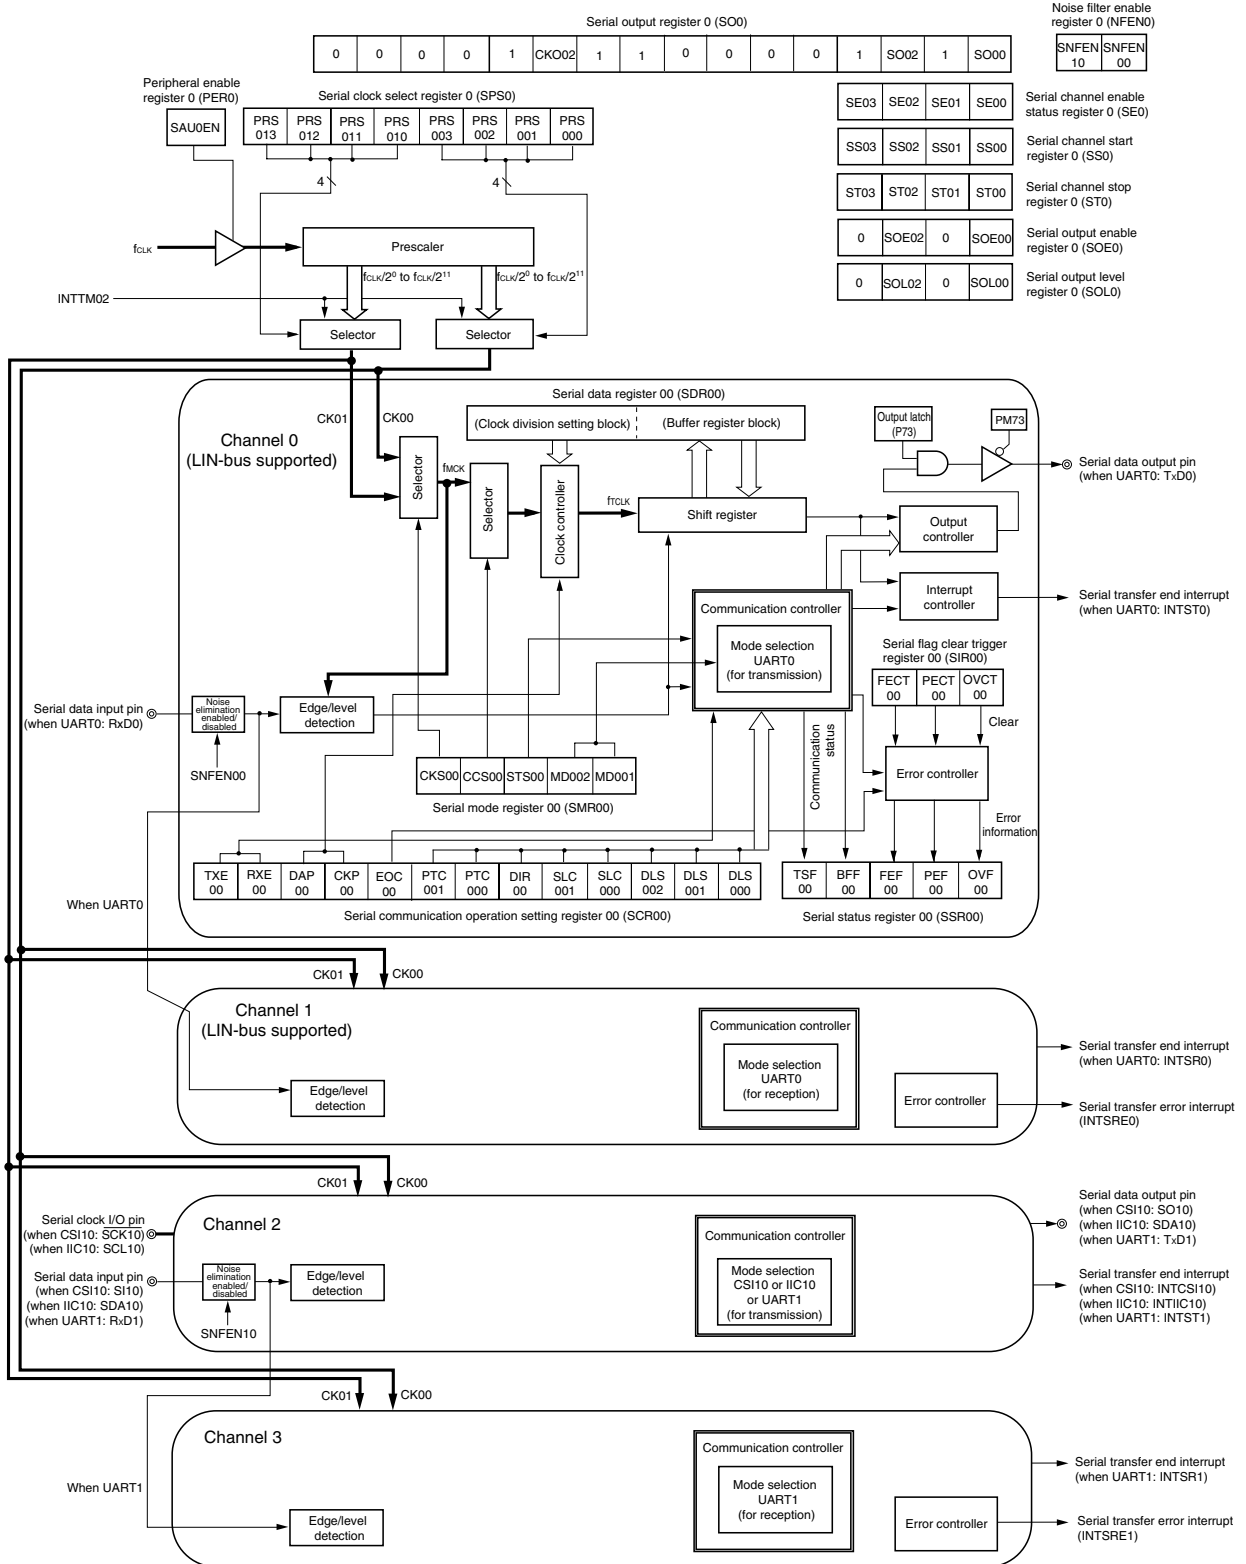 Serial output register 0 (SO0)
0 0 0 0 1 CKO02 1 1 0 0 0 0 1 SO02 1 SO00
Noise filter enable
register 0 (NFEN0)
SNFEN 10 SNFEN 00
Peripheral enable
register 0 (PER0)
SAU0EN
Serial clock select register 0 (SPS0)
PRS 013 PRS 012 PRS 011 PRS 010 PRS 003 PRS 002 PRS 001 PRS 000
SE03 SE02 SE01 SE00
Serial channel enable
status register 0 (SE0)
SS03 SS02 SS01 SS00
Serial channel start
register 0 (SS0)
ST03 ST02 ST01 ST00
Serial channel stop
register 0 (ST0)
0 SOE02 0 SOE00
Serial output enable
register 0 (SOE0)
0 SOL02 0 SOL00
Serial output level
register 0 (SOL0)
4
4
fCLK
Prescaler
fCLK/2⁰ to fCLK/2¹¹
fCLK/2⁰ to fCLK/2¹¹
INTTM02
Selector
Selector
CK01
CK00
Channel 0
(LIN-bus supported)
Serial data register 00 (SDR00)
(Clock division setting block)
(Buffer register block)
Selector
fMCK
Selector
Clock controller
fTCLK
Shift register
Output latch
(P73)
PM73
Serial data output pin
(when UART0: TxD0)
Output
controller
Interrupt
controller
Serial transfer end interrupt
(when UART0: INTST0)
Communication controller
Mode selection
UART0
(for transmission)
Serial flag clear trigger
register 00 (SIR00)
FECT 00 PECT 00 OVCT 00
Clear
Serial data input pin
(when UART0: RxD0)
Noise
elimination
enabled/
disabled
SNFEN00
Edge/level
detection
CKS00 CCS00 STS00 MD002 MD001
Serial mode register 00 (SMR00)
Communication
status
Error controller
Error
information
TXE 00 RXE 00 DAP 00 CKP 00 EOC 00 PTC 001 PTC 000 DIR 00 SLC 001 SLC 000 DLS 002 DLS 001 DLS 000
Serial communication operation setting register 00 (SCR00)
TSF 00 BFF 00 FEF 00 PEF 00 OVF 00
Serial status register 00 (SSR00)
When UART0
CK01
CK00
Channel 1
(LIN-bus supported)
Edge/level
detection
Communication controller
Mode selection
UART0
(for reception)
Error controller
Serial transfer end interrupt
(when UART0: INTSR0)
Serial transfer error interrupt
(INTSRE0)
CK01
CK00
Serial clock I/O pin
(when CSI10: SCK10)
(when IIC10: SCL10)
Channel 2
Serial data input pin
(when CSI10: SI10)
(when IIC10: SDA10)
(when UART1: RxD1)
Noise
elimination
enabled/
disabled
SNFEN10
Edge/level
detection
Communication controller
Mode selection
CSI10 or IIC10
or UART1
(for transmission)
Serial data output pin
(when CSI10: SO10)
(when IIC10: SDA10)
(when UART1: TxD1)
Serial transfer end interrupt
(when CSI10: INTCSI10)
(when IIC10: INTIIC10)
(when UART1: INTST1)
CK01
CK00
Channel 3
When UART1
Edge/level
detection
Communication controller
Mode selection
UART1
(for reception)
Error controller
Serial transfer end interrupt
(when UART1: INTSR1)
Serial transfer error interrupt
(INTSRE1)